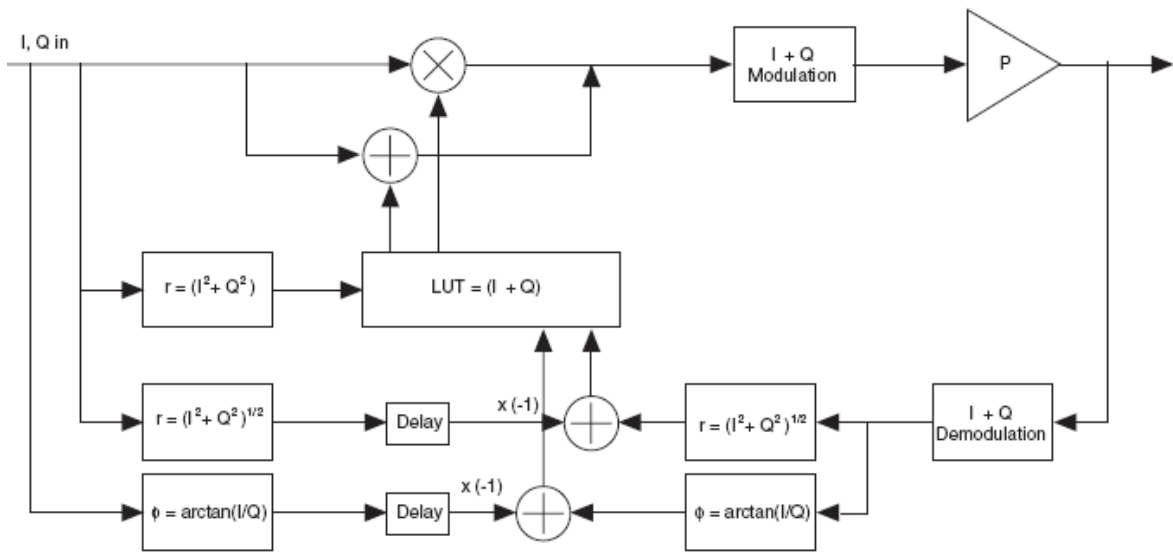 I, Q in
I + Q
Modulation
P
r = (I² + Q²)
LUT = (I + Q)
r = (I² + Q²)¹/²
Delay
x (-1)
r = (I² + Q²)¹/²
I + Q
Demodulation
ϕ = arctan(I/Q)
Delay
x (-1)
ϕ = arctan(I/Q)